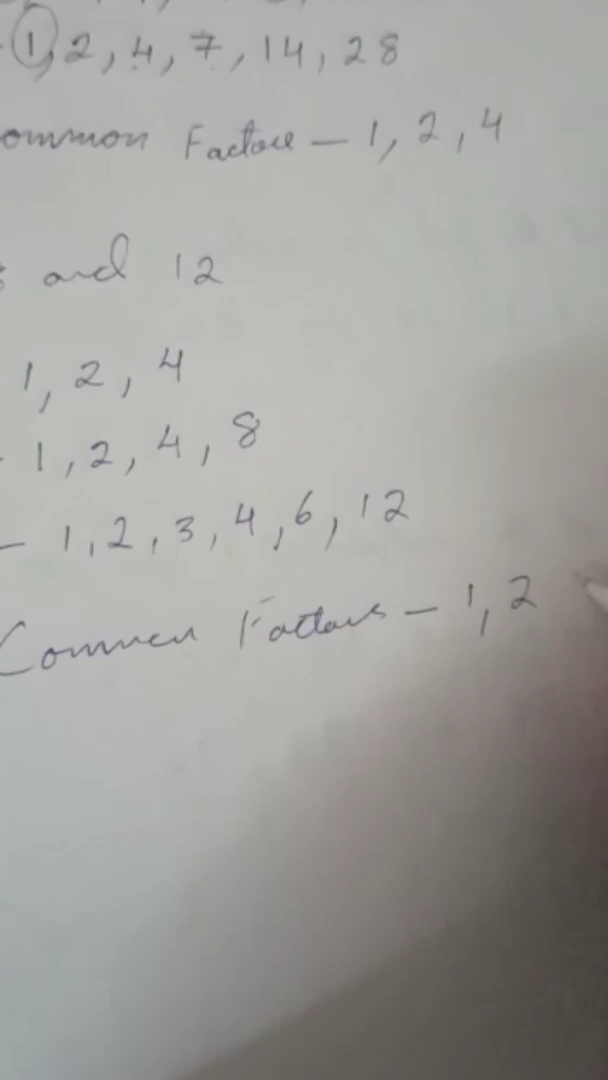 1, 2, 4, 7, 14, 28
ommon Factors – 1, 2, 4
8 and 12
1, 2, 4
- 1, 2, 4, 8
– 1, 2, 3, 4, 6, 12
Common Factors – 1, 2